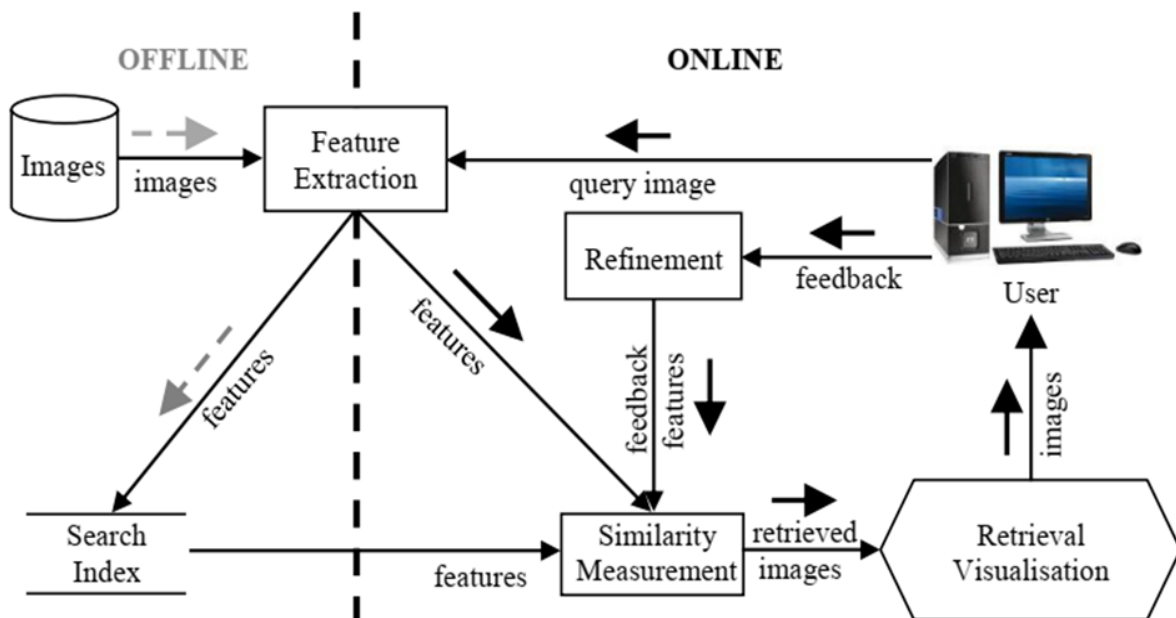 OFFLINE
ONLINE
Images
images
Feature
Extraction
query image
Refinement
feedback
User
features
features
feedback
features
images
Search
Index
features
Similarity
Measurement
retrieved
images
Retrieval
Visualisation